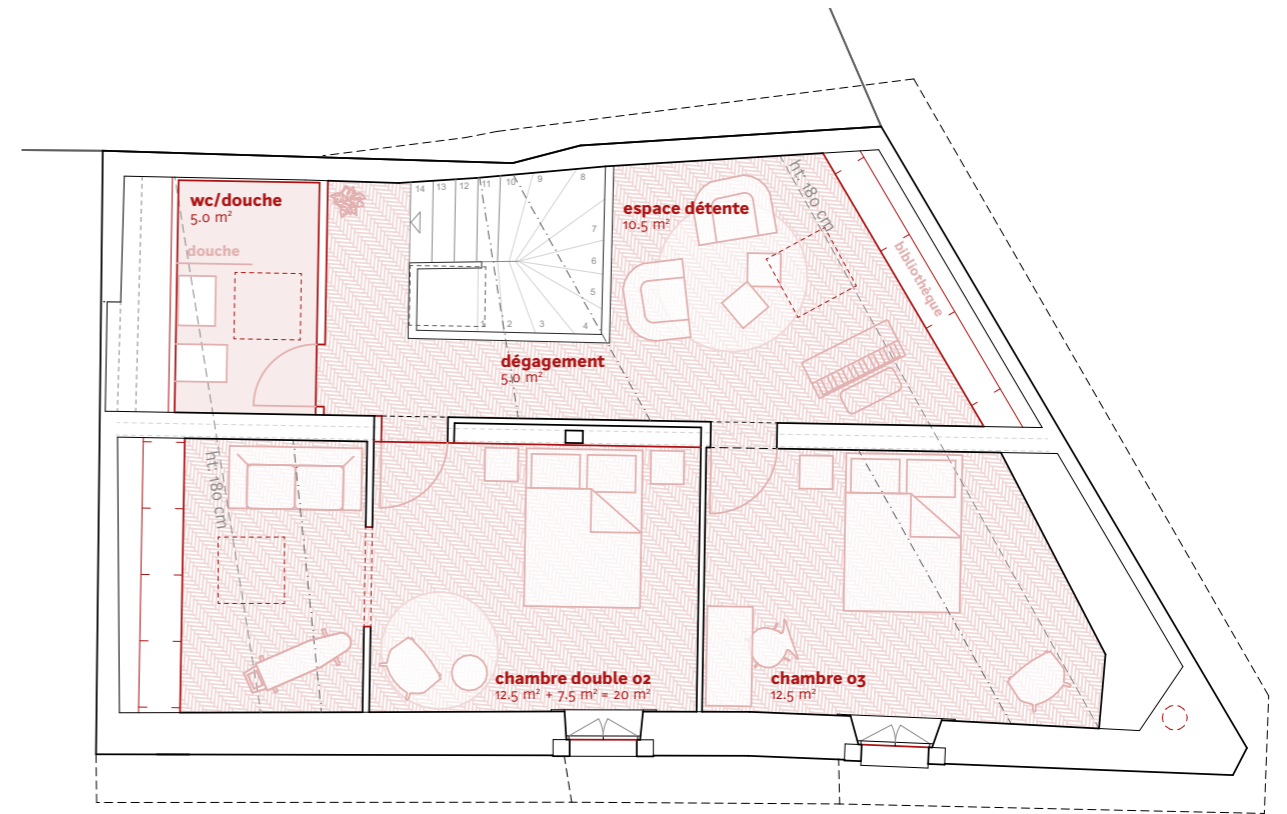 wc/douche
5.0 m²
douche
14
13
12
11
10
9
8
7
6
5
4
3
2
1
espace détente
10.5 m²
ht: 180 cm
bibliothèque
dégagement
5.0 m²
ht: 180 cm
chambre double 02
12.5 m² + 7.5 m² = 20 m²
chambre 03
12.5 m²